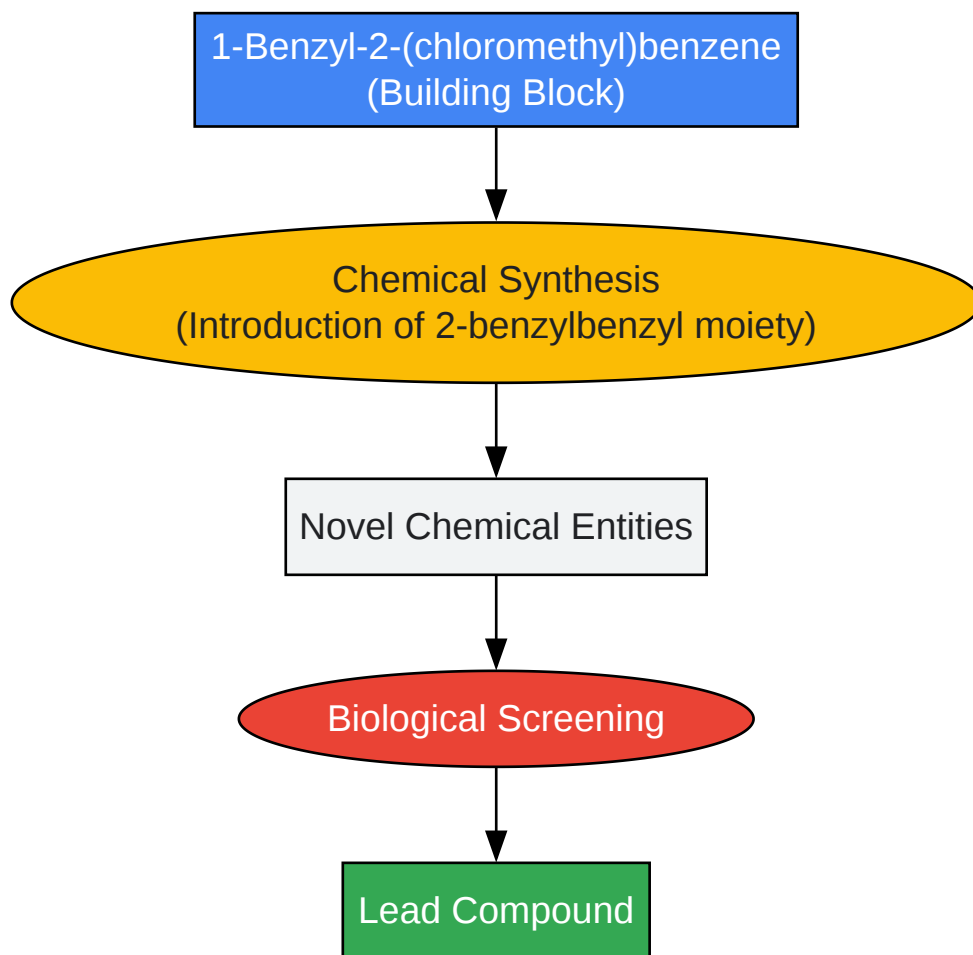 1-Benzyl-2-(chloromethyl)benzene
(Building Block)
Chemical Synthesis
(Introduction of 2-benzylbenzyl moiety)
Novel Chemical Entities
Biological Screening
Lead Compound